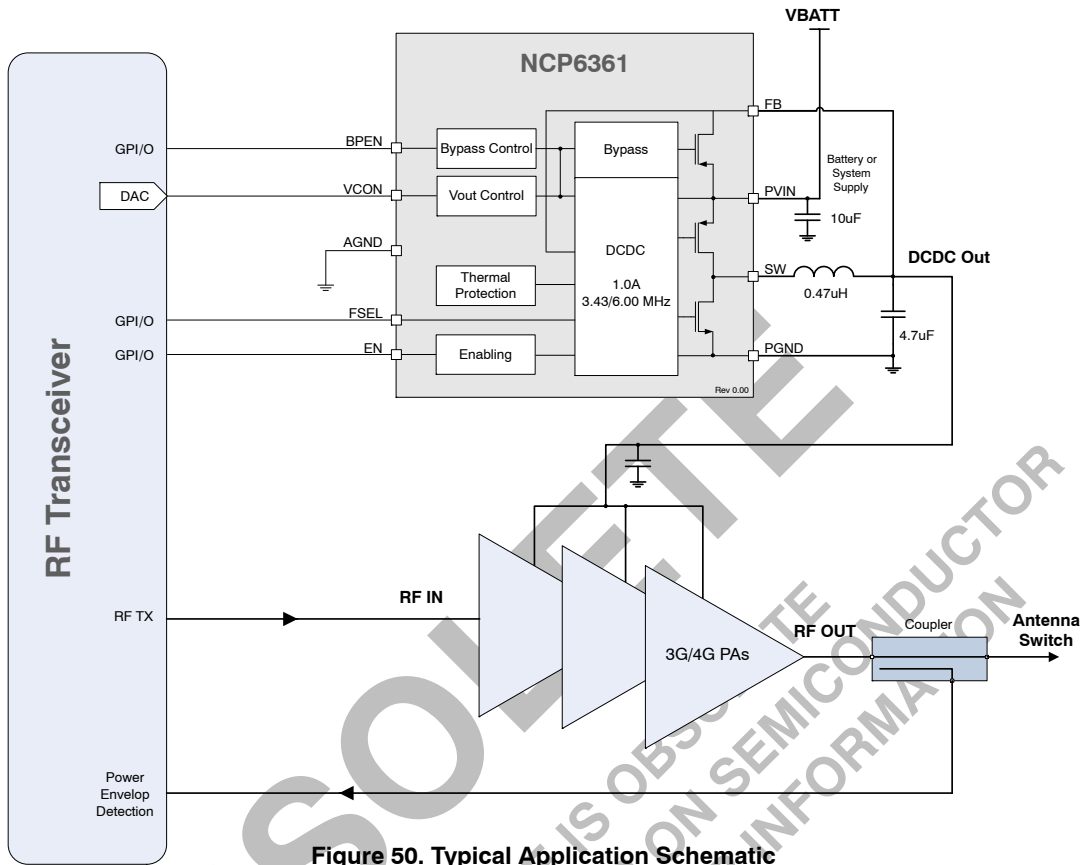 VBATT
NCP6361
FB
GPI/O
BPEN
Bypass Control
Bypass
Battery or
System
Supply
DAC
VCON
Vout Control
PVIN
10uF
AGND
DCDC
1.0A
3.43/6.00 MHz
DCDC Out
Thermal
Protection
SW
0.47uH
GPI/O
FSEL
4.7uF
GPI/O
EN
Enabling
PGND
Rev 0.00
RF Transceiver
RF TX
RF IN
3G/4G PAs
RF OUT
Coupler
Antenna
Switch
Power
Envelop
Detection
SOLETE
IS OBSOLETE
ON SEMICONDUCTOR
INFORMATION
Figure 50. Typical Application Schematic